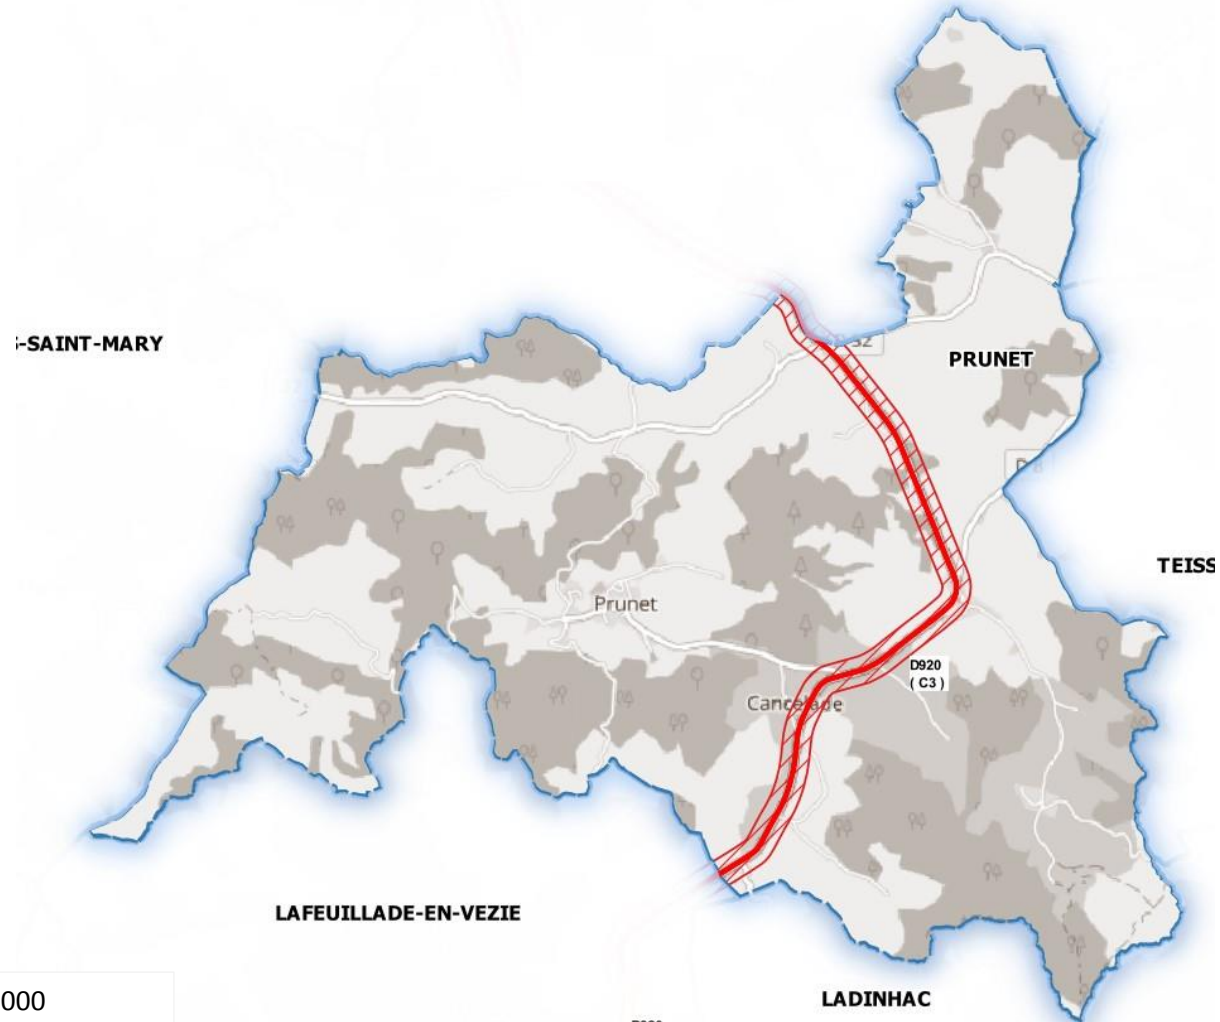 -SAINT-MARY
PRUNET
TEISS
Prunet
D920
( C3 )
Cancelade
LAFEUILLADE-EN-VEZIE
000
LADINHAC